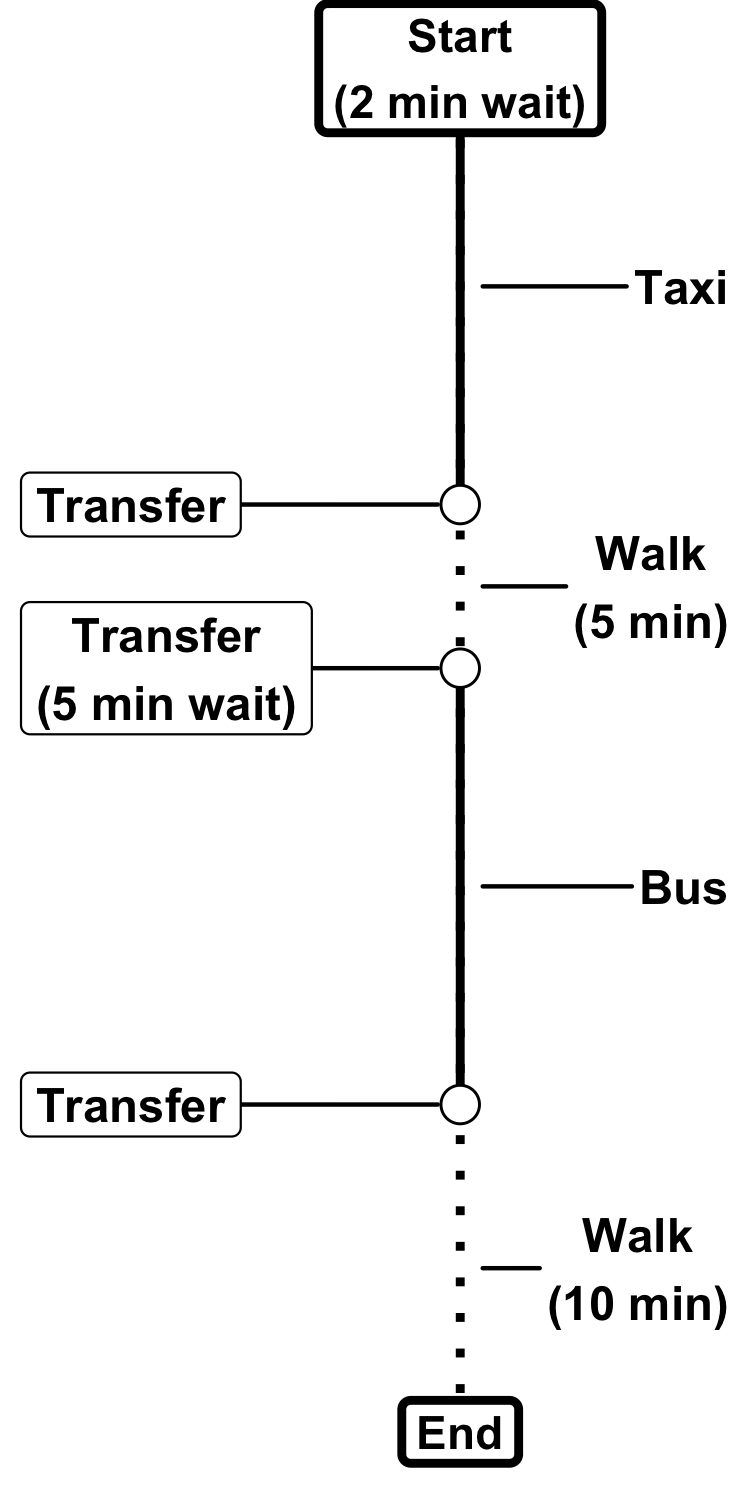 Start
(2 min wait)
Taxi
Transfer
Walk
(5 min)
Transfer
(5 min wait)
Bus
Transfer
Walk
(10 min)
End